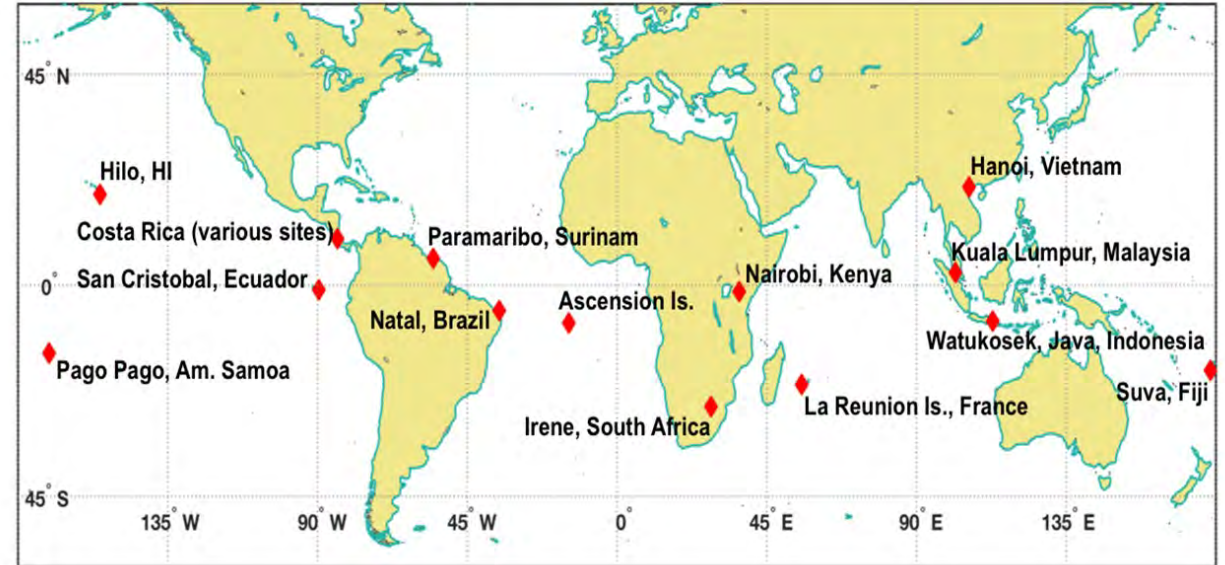 45° N
Hilo, HI
Hanoi, Vietnam
Costa Rica (various sites)
Paramaribo, Surinam
Kuala Lumpur, Malaysia
0°
San Cristobal, Ecuador
Nairobi, Kenya
Ascension Is.
Natal, Brazil
Watukosek, Java, Indonesia
Pago Pago, Am. Samoa
Suva, Fiji
La Reunion Is., France
Irene, South Africa
45° S
135° W
90° W
45° W
0°
45° E
90° E
135° E